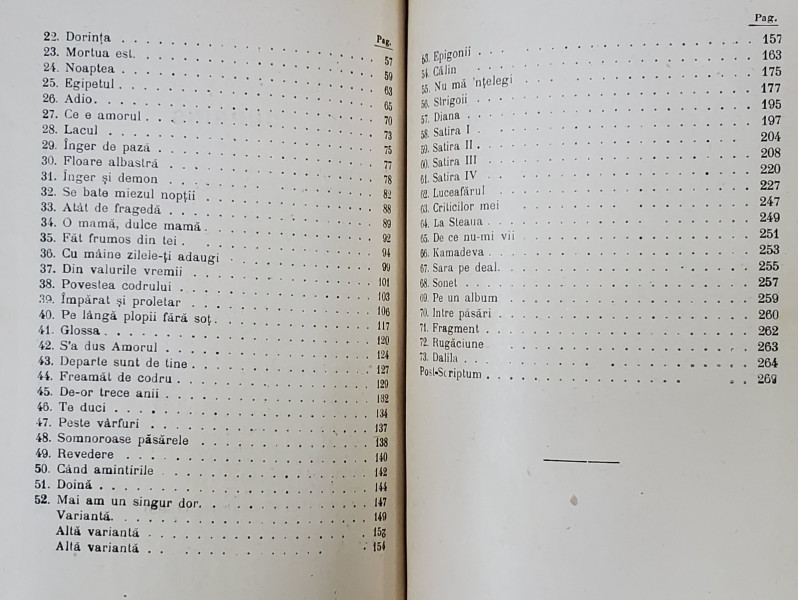 Pag.
22. Dorința . . . . . . . . . . . . . . . . 57
23. Mortua est. . . . . . . . . . . . . . . . 59
24. Noaptea . . . . . . . . . . . . . . . . 63
25. Egipetul . . . . . . . . . . . . . . . . 65
26. Adio. . . . . . . . . . . . . . . . 70
27. Ce e amorul . . . . . . . . . . . . . . . . 73
28. Lacul . . . . . . . . . . . . . . . . 75
29. Înger de pază . . . . . . . . . . . . . . . 77
30. Floare albastră . . . . . . . . . . . . . . . 78
31. Înger și demon . . . . . . . . . . . . . . . 82
32. Se bate miezul nopții . . . . . . . . . . . . 88
33. Atât de fragedă . . . . . . . . . . . . . . 89
34. O mamă, dulce mamă . . . . . . . . . . . . 92
35. Făt frumos din tei . . . . . . . . . . . . . 94
36. Cu mâine zilele-ți adaugi . . . . . . . . . . 99
37. Din valurile vremii . . . . . . . . . . . . . 101
38. Povestea codrului . . . . . . . . . . . . . 103
39. Împărat și proletar . . . . . . . . . . . . . 106
40. Pe lângă plopii fără soț . . . . . . . . . . . 117
41. Glossa . . . . . . . . . . . . . . . . 120
42. S'a dus Amorul . . . . . . . . . . . . . . 124
43. Departe sunt de tine . . . . . . . . . . . . 127
44. Freamăt de codru . . . . . . . . . . . . . 129
45. De-or trece anii . . . . . . . . . . . . . . 132
46. Te duci . . . . . . . . . . . . . . . . 134
47. Peste vârfuri . . . . . . . . . . . . . . . 137
48. Somnoroase păsărele . . . . . . . . . . . . 138
49. Revedere . . . . . . . . . . . . . . . . 140
50. Când amintirile . . . . . . . . . . . . . . 142
51. Doină . . . . . . . . . . . . . . . . 144
52. Mai am un singur dor. . . . . . . . . . . . 147
Variantă. . . . . . . . . . . . . . . . 149
Altă variantă . . . . . . . . . . . . . . 153
Altă variantă . . . . . . . . 154
Pag.
53. Epigonii . . . . . . . . . . . . . . . . 157
54. Călin . . . . . . . . . . . . . . . . 163
55. Nu mă 'nțelegi . . . . . . . . . . . . . . 175
56. Strigoii . . . . . . . . . . . . . . . . 177
57. Diana . . . . . . . . . . . . . . . . 195
58. Satira I . . . . . . . . . . . . . . . . 197
59. Satira II . . . . . . . . . . . . . . . . 204
60. Satira III . . . . . . . . . . . . . . . . 208
61. Satira IV . . . . . . . . . . . . . . . . 220
62. Luceafărul . . . . . . . . . . . . . . . . 227
63. Criticilor mei . . . . . . . . . . . . . . . 247
64. La Steaua . . . . . . . . . . . . . . . . 249
65. De ce nu-mi vii . . . . . . . . . . . . . . 251
66. Kamadeva . . . . . . . . . . . . . . . . 253
67. Sara pe deal. . . . . . . . . . . . . . . . 255
68. Sonet . . . . . . . . . . . . . . . . 257
69. Pe un album . . . . . . . . . . . . . . . 259
70. Intre păsări . . . . . . . . . . . . . . . 260
71. Fragment . . . . . . . . . . . . . . . . 262
72. Rugăciune . . . . . . . . . . . . . . . . 263
73. Dalila . . . . . . . . . . . . . . . . 264
Post-Scriptum . . . . . . . . . . . . . . 269